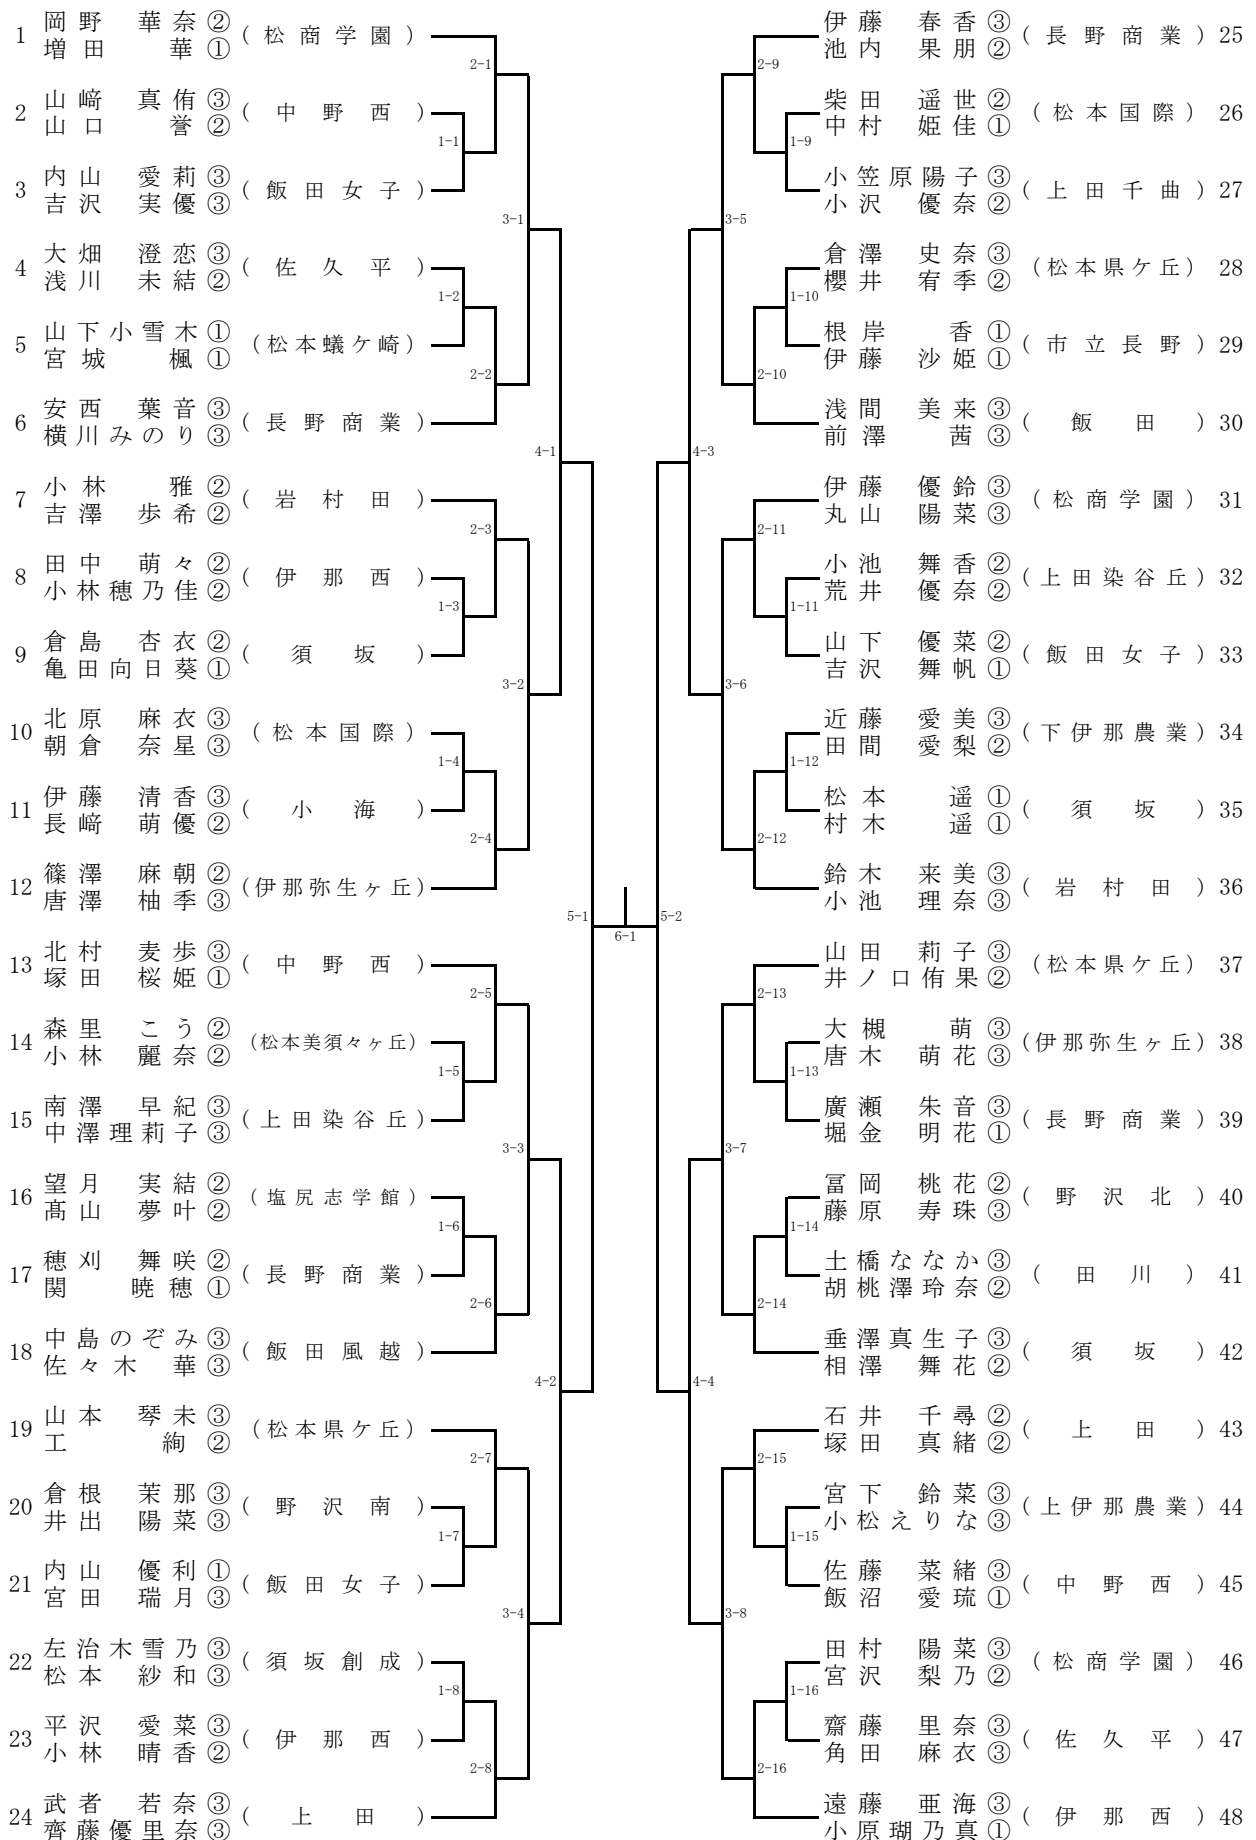 1 岡野 華奈② (松商学園)
増田 華①
2-1
2 山﨑 真侑③ (中野西)
山口 誉②
1-1
3 内山 愛莉③ (飯田女子)
吉沢 実優③
3-1
4 大畑 澄恋③ (佐久平)
浅川 未結②
1-2
5 山下小雪木① (松本蟻ケ崎)
宮城 楓①
2-2
6 安西 葉音③ (長野商業)
横川みのり③
4-1
7 小林 雅② (岩村田)
吉澤 歩希②
2-3
8 田中 萌々② (伊那西)
小林穂乃佳②
1-3
9 倉島 杏衣② (須坂)
亀田向日葵①
3-2
10 北原 麻衣③ (松本国際)
朝倉 奈星③
1-4
11 伊藤 清香③ (小海)
長﨑 萌優②
2-4
12 篠澤 麻朝② (伊那弥生ヶ丘)
唐澤 柚季③
5-1
6-1
13 北村 麦歩③ (中野西)
塚田 桜姫①
2-5
14 森里 こう② (松本美須々ヶ丘)
小林 麗奈②
1-5
15 南澤 早紀③ (上田染谷丘)
中澤理莉子③
3-3
16 望月 実結② (塩尻志学館)
髙山 夢叶②
1-6
17 穂刈 舞咲② (長野商業)
関 暁穂①
2-6
18 中島のぞみ③ (飯田風越)
佐々木 華③
4-2
19 山本 琴未③ (松本県ケ丘)
工 絢②
2-7
20 倉根 茉那③ (野沢南)
井出 陽菜③
1-7
21 内山 優利① (飯田女子)
宮田 瑞月③
3-4
22 左治木雪乃③ (須坂創成)
松本 紗和③
1-8
23 平沢 愛菜③ (伊那西)
小林 晴香②
2-8
24 武者 若奈③ (上田)
齊藤優里奈③
伊藤 春香③ (長野商業) 25
池内 果朋②
2-9
柴田 遥世② (松本国際) 26
中村 姫佳①
1-9
小笠原陽子③ (上田千曲) 27
小沢 優奈②
3-5
倉澤 史奈③ (松本県ケ丘) 28
櫻井 宥季②
1-10
根岸 香① (市立長野) 29
伊藤 沙姫①
2-10
浅間 美来③ (飯田) 30
前澤 茜③
4-3
伊藤 優鈴③ (松商学園) 31
丸山 陽菜③
2-11
小池 舞香② (上田染谷丘) 32
荒井 優奈②
1-11
山下 優菜② (飯田女子) 33
吉沢 舞帆①
3-6
近藤 愛美③ (下伊那農業) 34
田間 愛梨②
1-12
松本 遥① (須坂) 35
村木 遥①
2-12
鈴木 来美③ (岩村田) 36
小池 理奈③
5-2
山田 莉子③ (松本県ケ丘) 37
井ノ口侑果②
2-13
大槻 萌③ (伊那弥生ヶ丘) 38
唐木 萌花③
1-13
廣瀬 朱音③ (長野商業) 39
堀金 明花①
3-7
冨岡 桃花② (野沢北) 40
藤原 寿珠③
1-14
土橋ななか③ (田川) 41
胡桃澤玲奈②
2-14
垂澤真生子③ (須坂) 42
相澤 舞花②
4-4
石井 千尋② (上田) 43
塚田 真緒②
2-15
宮下 鈴菜③ (上伊那農業) 44
小松えりな③
1-15
佐藤 菜緒③ (中野西) 45
飯沼 愛琉①
3-8
田村 陽菜③ (松商学園) 46
宮沢 梨乃②
1-16
齋藤 里奈③ (佐久平) 47
角田 麻衣③
2-16
遠藤 亜海③ (伊那西) 48
小原瑚乃真①